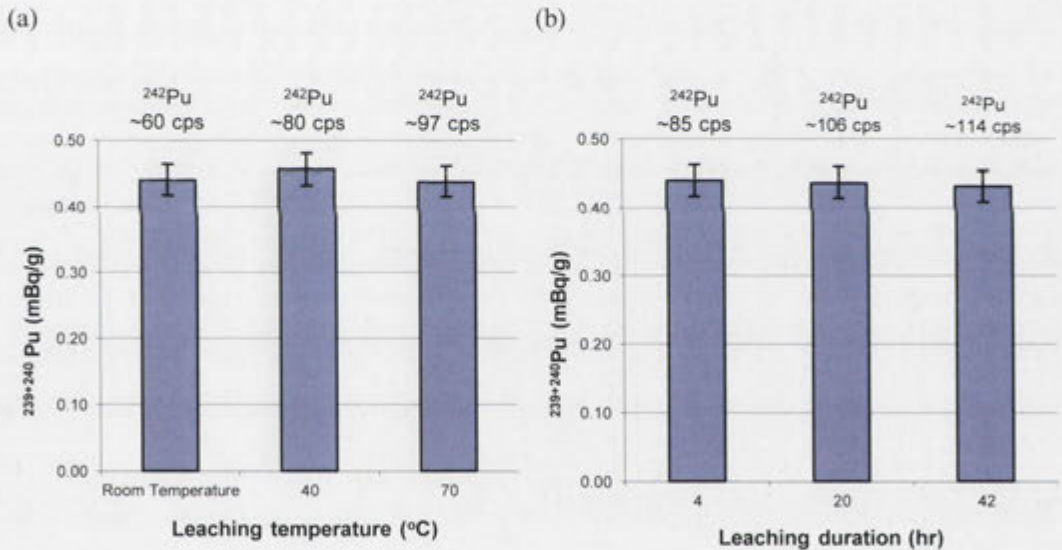 (a)
²⁴²Pu ²⁴²Pu ²⁴²Pu
~60 cps ~80 cps ~97 cps
0.50
0.40
0.30
0.20
0.10
0.00
²³⁹⁺²⁴⁰Pu (mBq/g)
Room Temperature 40 70
Leaching temperature (ºC)
(b)
²⁴²Pu ²⁴²Pu ²⁴²Pu
~85 cps ~106 cps ~114 cps
0.50
0.40
0.30
0.20
0.10
0.00
²³⁹⁺²⁴⁰Pu (mBq/g)
4 20 42
Leaching duration (hr)